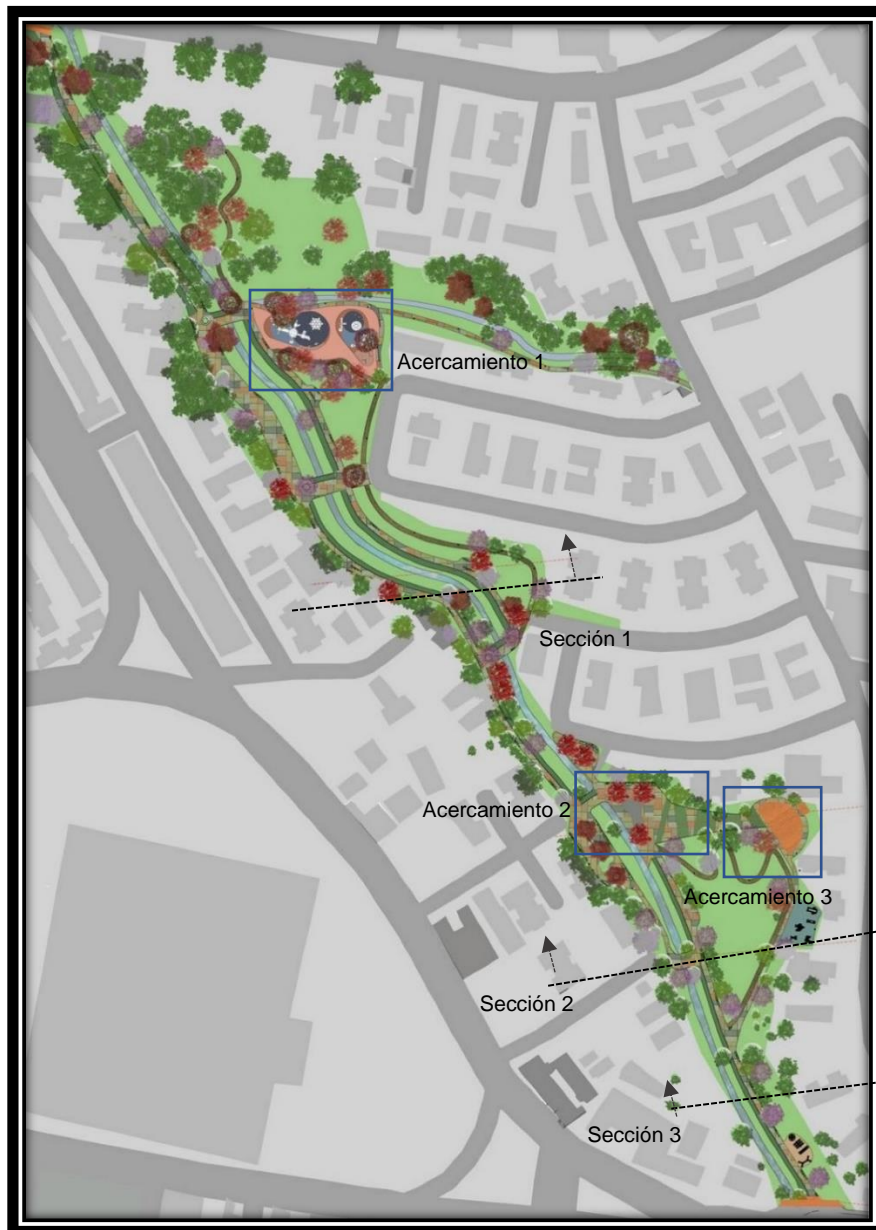 Acercamiento 1
Sección 1
Acercamiento 2
Acercamiento 3
Sección 2
Sección 3